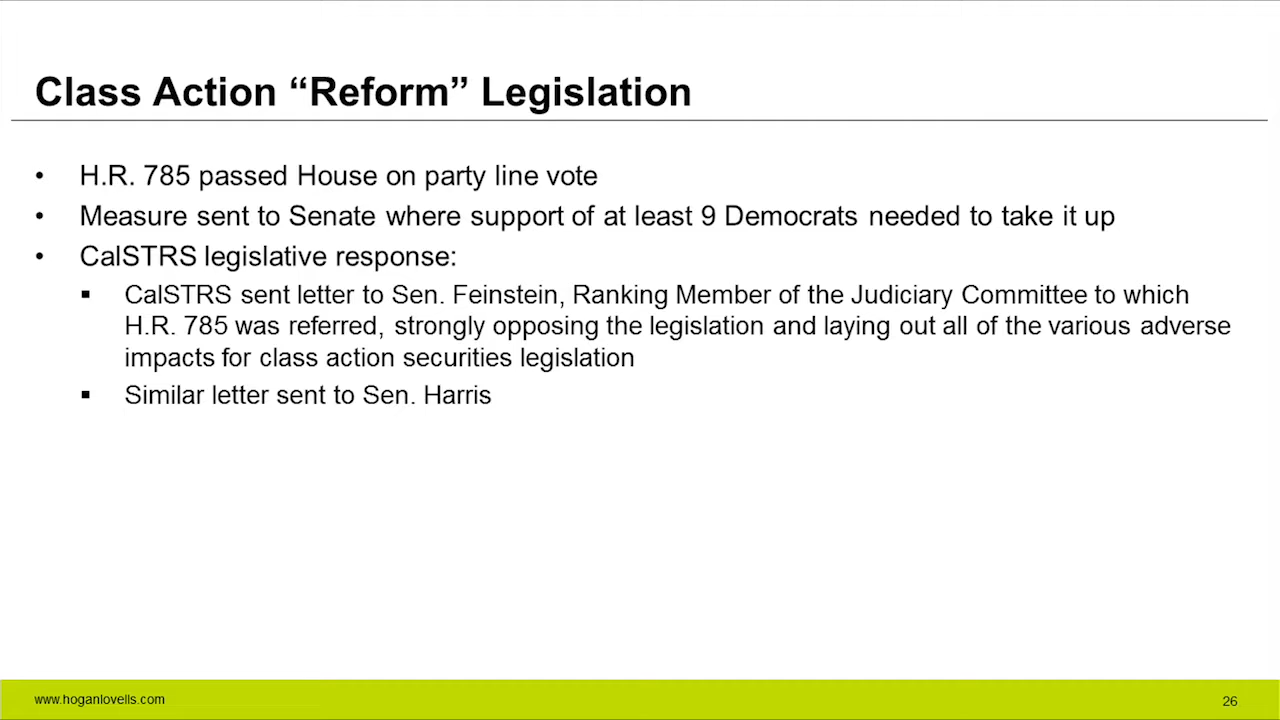 Class Action “Reform” Legislation
• H.R. 785 passed House on party line vote
• Measure sent to Senate where support of at least 9 Democrats needed to take it up
• CalSTRS legislative response:
▪ CalSTRS sent letter to Sen. Feinstein, Ranking Member of the Judiciary Committee to which
H.R. 785 was referred, strongly opposing the legislation and laying out all of the various adverse
impacts for class action securities legislation
▪ Similar letter sent to Sen. Harris
www.hoganlovells.com
26